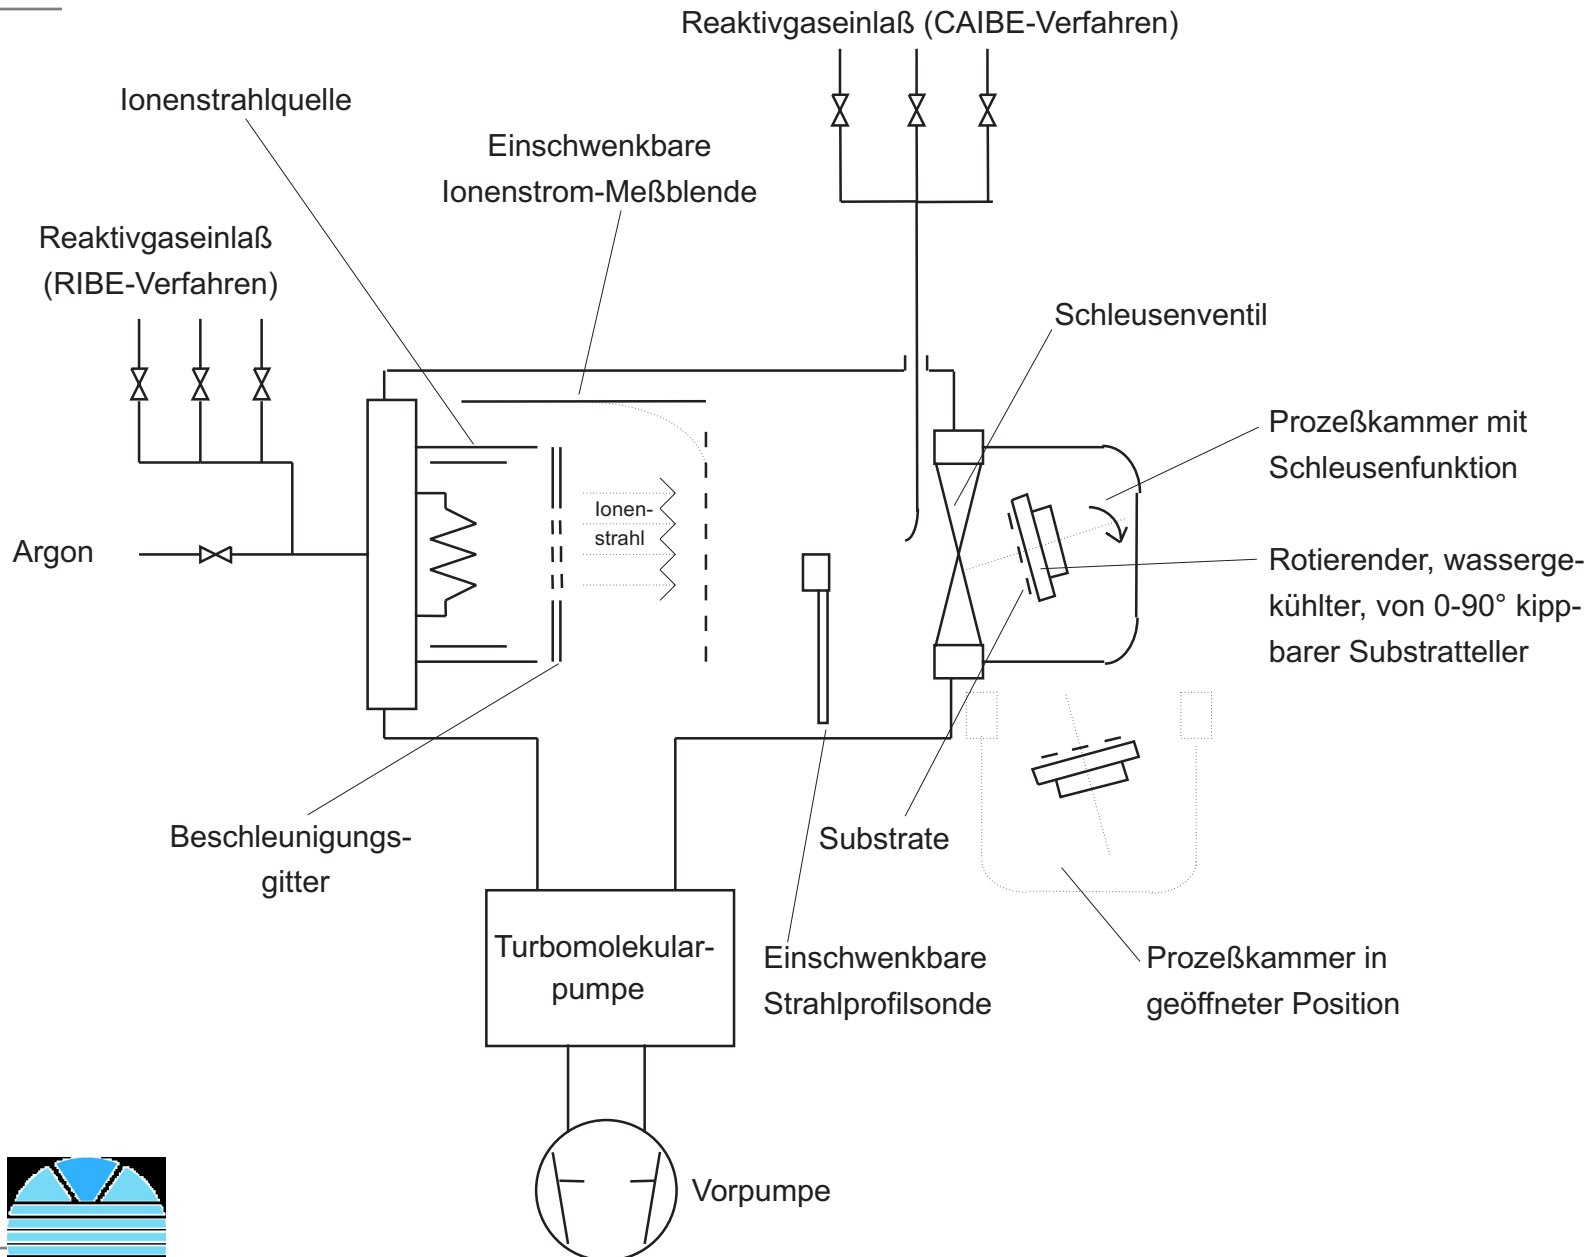 Reaktivgaseinlaß (CAIBE-Verfahren)
Ionenstrahlquelle
Einschwenkbare
Ionenstrom-Meßblende
Reaktivgaseinlaß
(RIBE-Verfahren)
Schleusenventil
Prozeßkammer mit
Schleusenfunktion
Ionen-
strahl
Argon
Rotierender, wasserge-
kühlter, von 0-90° kipp-
barer Substratteller
Beschleunigungs-
gitter
Substrate
Turbomolekular-
pumpe
Einschwenkbare
Strahlprofilsonde
Prozeßkammer in
geöffneter Position
Vorpumpe